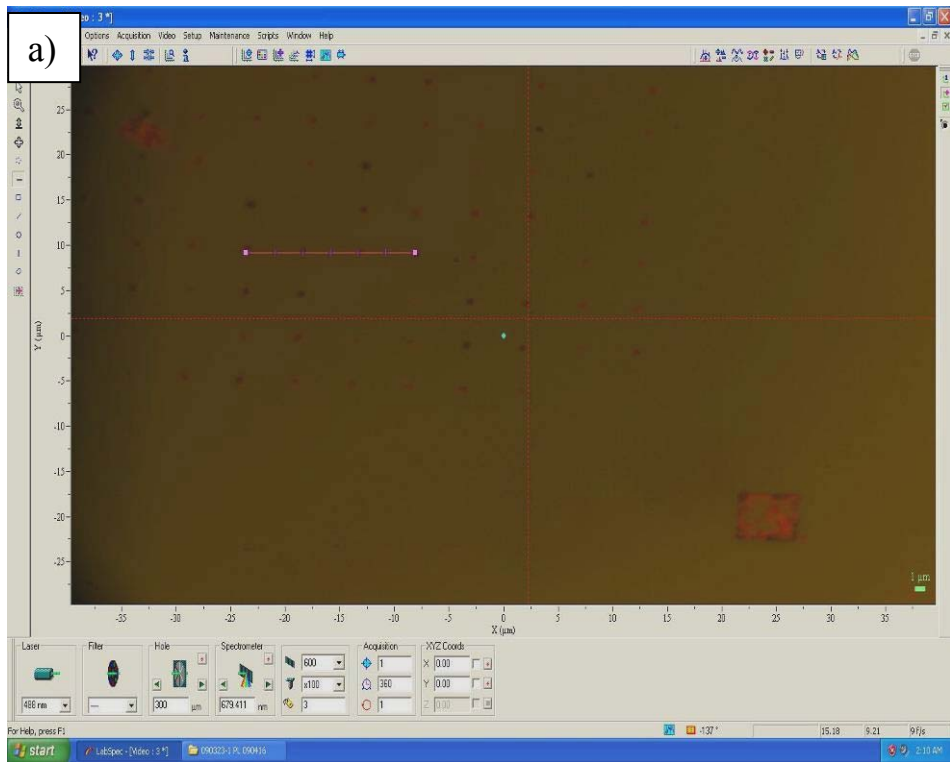 a)
eo : 3 *]
Options Acquisition Video Setup Maintenance Scripts Window Help
25
20
15
10
5
0
-5
-10
-15
-20
-25
Y (µm)
1 µm
-35 -30 -25 -20 -15 -10 -5 0 5 10 15 20 25 30 35
X (µm)
Laser Filter Hole Spectrometer Acquisition XYZ Coords
600 1 X 0.00
x100 360 Y 0.00
488 nm --- 300 µm 679.411 nm 3 1 Z 0.00
For Help, press F1 -137 ° 15.18 9.21 9 F/s
start LabSpec - [Video : 3 *] 090323-1 PL 090416 2:10 AM